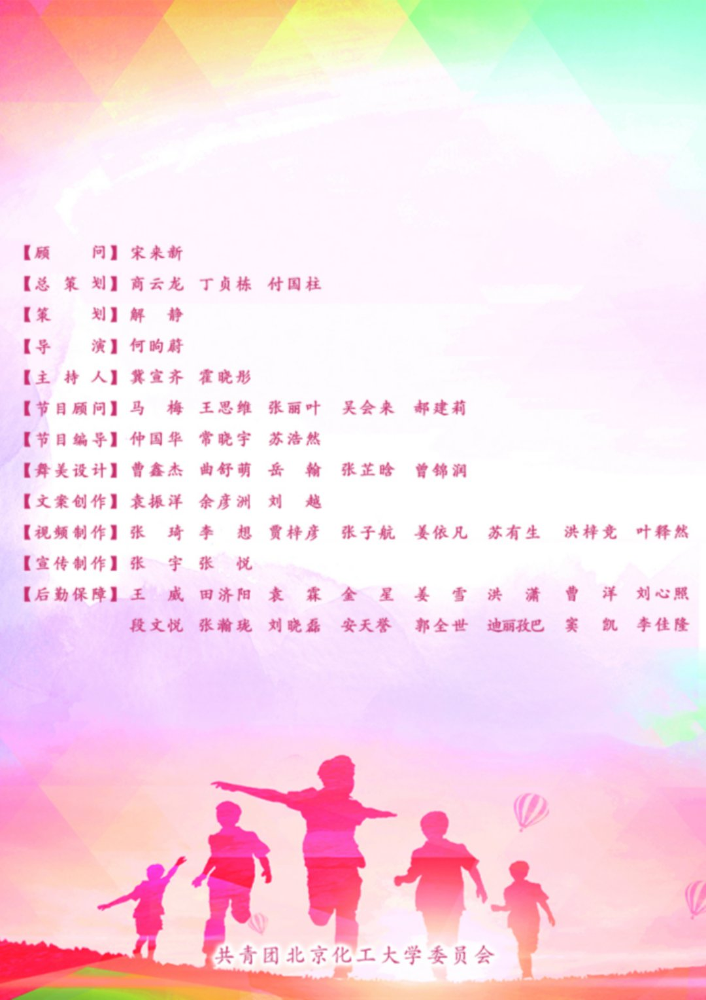 【顾问】宋来新
【总策划】商云龙 丁贞栋 付国柱
【策划】解静
【导演】何昫蔚
【主持人】冀宣齐 霍晓彤
【节目顾问】马梅 王思维 张丽叶 吴会来 郝建莉
【节目编导】仲国华 常晓宇 苏浩然
【舞美设计】曹鑫杰 曲舒萌 岳翰 张芷晗 曾锦润
【文案创作】袁振洋 余彦洲 刘越
【视频制作】张琦 李想 贾梓彦 张子航 姜依凡 苏有生 洪梓竞 叶释然
【宣传制作】张宇 张悦
【后勤保障】王威 田济阳 袁霖 金星 姜雪 洪潇 曹洋 刘心照
段文悦 张瀚珑 刘晓磊 安天誉 郭全世 迪丽孜巴 窦凯 李佳隆
共青团北京化工大学委员会